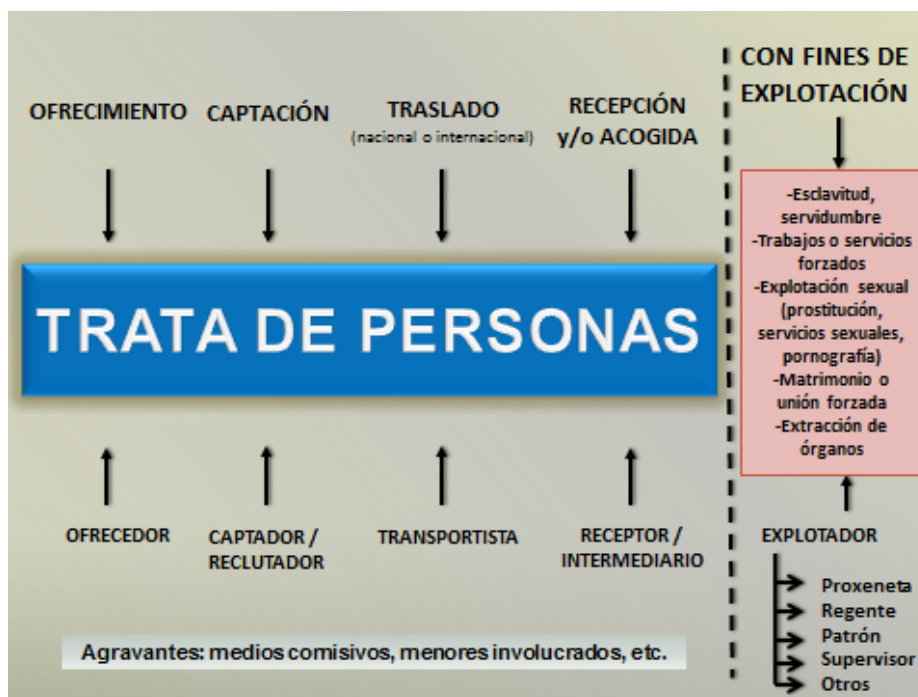 OFRECIMIENTO
CAPTACIÓN
TRASLADO
(nacional o internacional)
RECEPCIÓN
y/o ACOGIDA
CON FINES DE
EXPLOTACIÓN
TRATA DE PERSONAS
-Esclavitud,
servidumbre
-Trabajos o servicios
forzados
-Explotación sexual
(prostitución,
servicios sexuales,
pornografía)
-Matrimonio o
unión forzada
-Extracción de
órganos
OFRECEDOR
CAPTADOR /
RECLUTADOR
TRANSPORTISTA
RECEPTOR /
INTERMEDIARIO
EXPLOTADOR
Proxeneta
Regente
Patrón
Supervisor
Otros
Agravantes: medios comisivos, menores involucrados, etc.